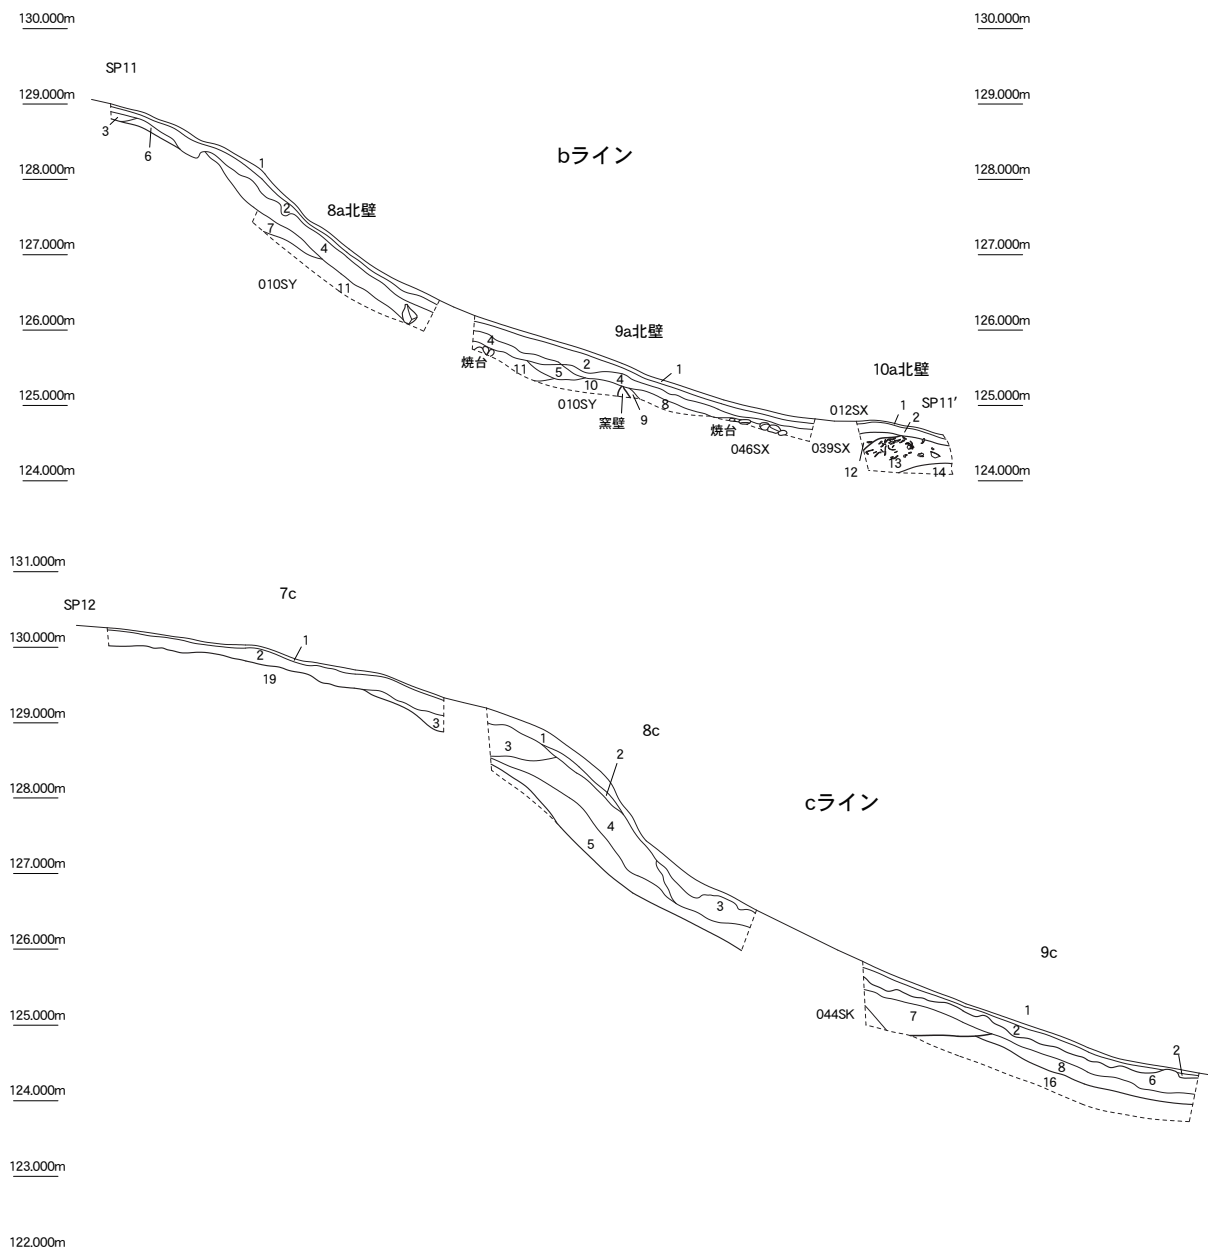 130.000m
130.000m
SP11
129.000m
129.000m
3
6
1
bライン
128.000m
128.000m
2
8a北壁
7
4
127.000m
127.000m
010SY
11
126.000m
126.000m
9a北壁
4
焼台
11
5
2
1
10a北壁
10
4
125.000m
125.000m
010SY
8
012SX
1
SP11′
2
窯壁
9
焼台
046SX
039SX
12
13
14
124.000m
124.000m
131.000m
7c
SP12
130.000m
1
2
19
129.000m
3
8c
1
3
2
128.000m
cライン
4
5
127.000m
3
126.000m
9c
125.000m
044SK
7
1
2
2
8
6
16
124.000m
123.000m
122.000m